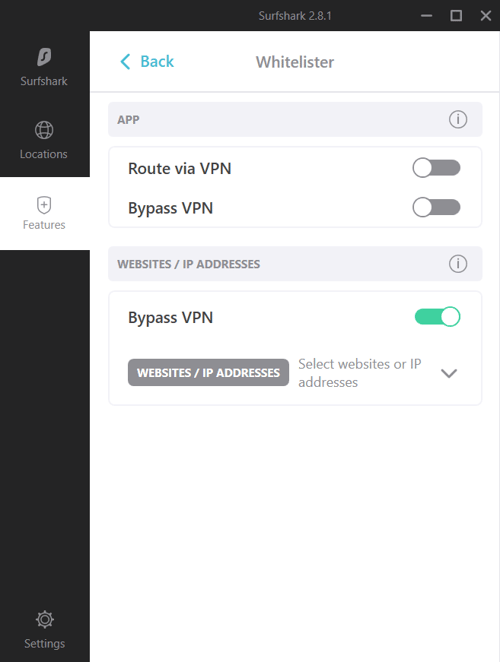 Surfshark 2.8.1
Surfshark
Locations
Features
Settings
Back
Whitelister
APP
Route via VPN
Bypass VPN
WEBSITES / IP ADDRESSES
Bypass VPN
WEBSITES / IP ADDRESSES
Select websites or IP
addresses